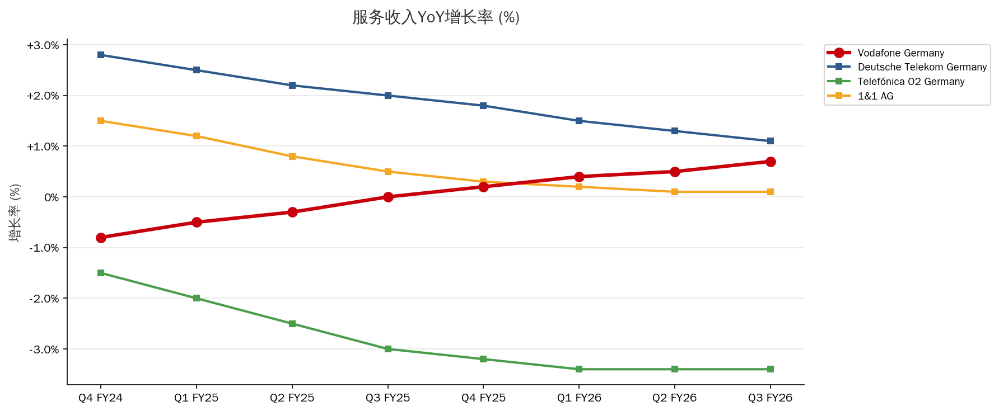 服务收入YoY增长率 (%)
+3.0%
+2.0%
+1.0%
0%
-1.0%
-2.0%
-3.0%
增长率 (%)
Q4 FY24
Q1 FY25
Q2 FY25
Q3 FY25
Q4 FY25
Q1 FY26
Q2 FY26
Q3 FY26
Vodafone Germany
Deutsche Telekom Germany
Telefónica O2 Germany
1&1 AG